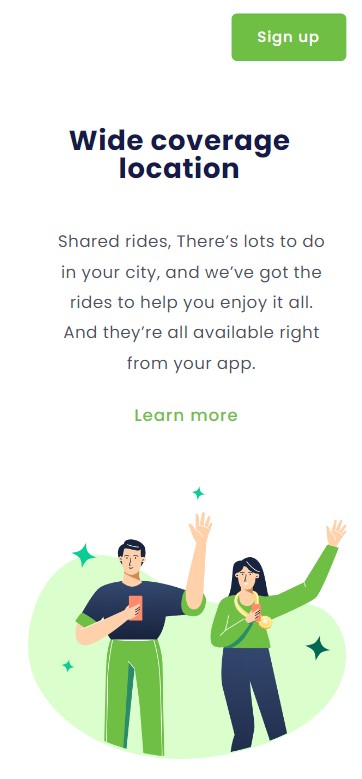 Sign up
Wide coverage
location
Shared rides, There’s lots to do
in your city, and we’ve got the
rides to help you enjoy it all.
And they’re all available right
from your app.
Learn more